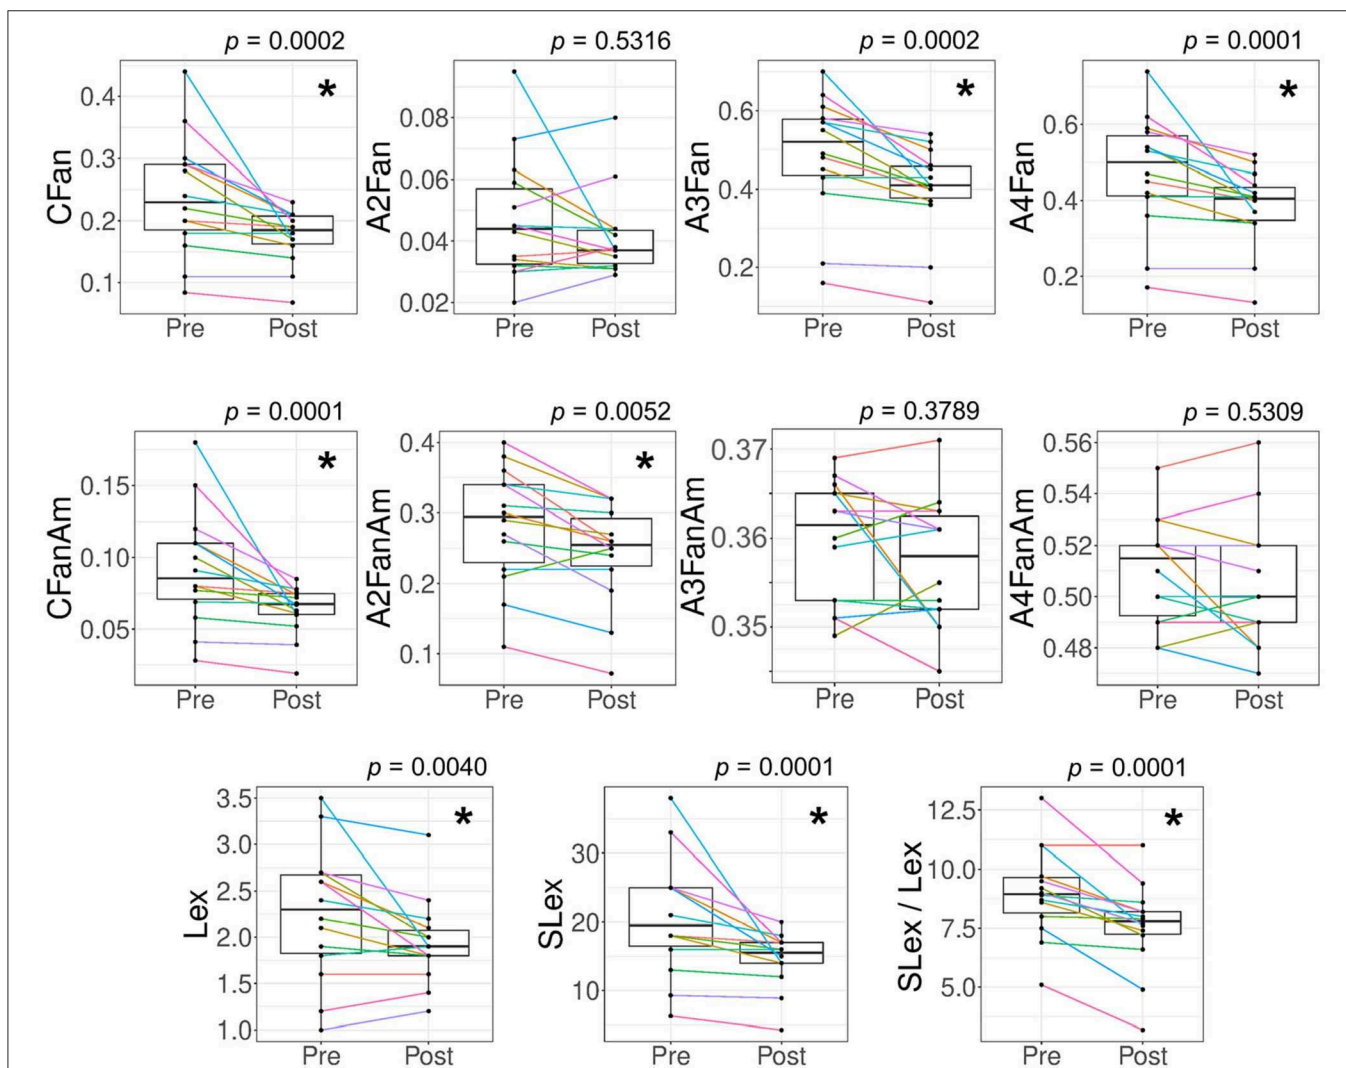 p = 0.0002
CFan
0.4
0.3
0.2
0.1
*
Pre Post
p = 0.5316
A2Fan
0.08
0.06
0.04
0.02
Pre Post
p = 0.0002
A3Fan
0.6
0.4
0.2
*
Pre Post
p = 0.0001
A4Fan
0.6
0.4
0.2
*
Pre Post
p = 0.0001
CFanAm
0.15
0.10
0.05
*
Pre Post
p = 0.0052
A2FanAm
0.4
0.3
0.2
0.1
*
Pre Post
p = 0.3789
A3FanAm
0.37
0.36
0.35
Pre Post
p = 0.5309
A4FanAm
0.56
0.54
0.52
0.50
0.48
Pre Post
p = 0.0040
Lex
3.5
3.0
2.5
2.0
1.5
1.0
*
Pre Post
p = 0.0001
SLex
30
20
10
*
Pre Post
p = 0.0001
SLex / Lex
12.5
10.0
7.5
5.0
*
Pre Post